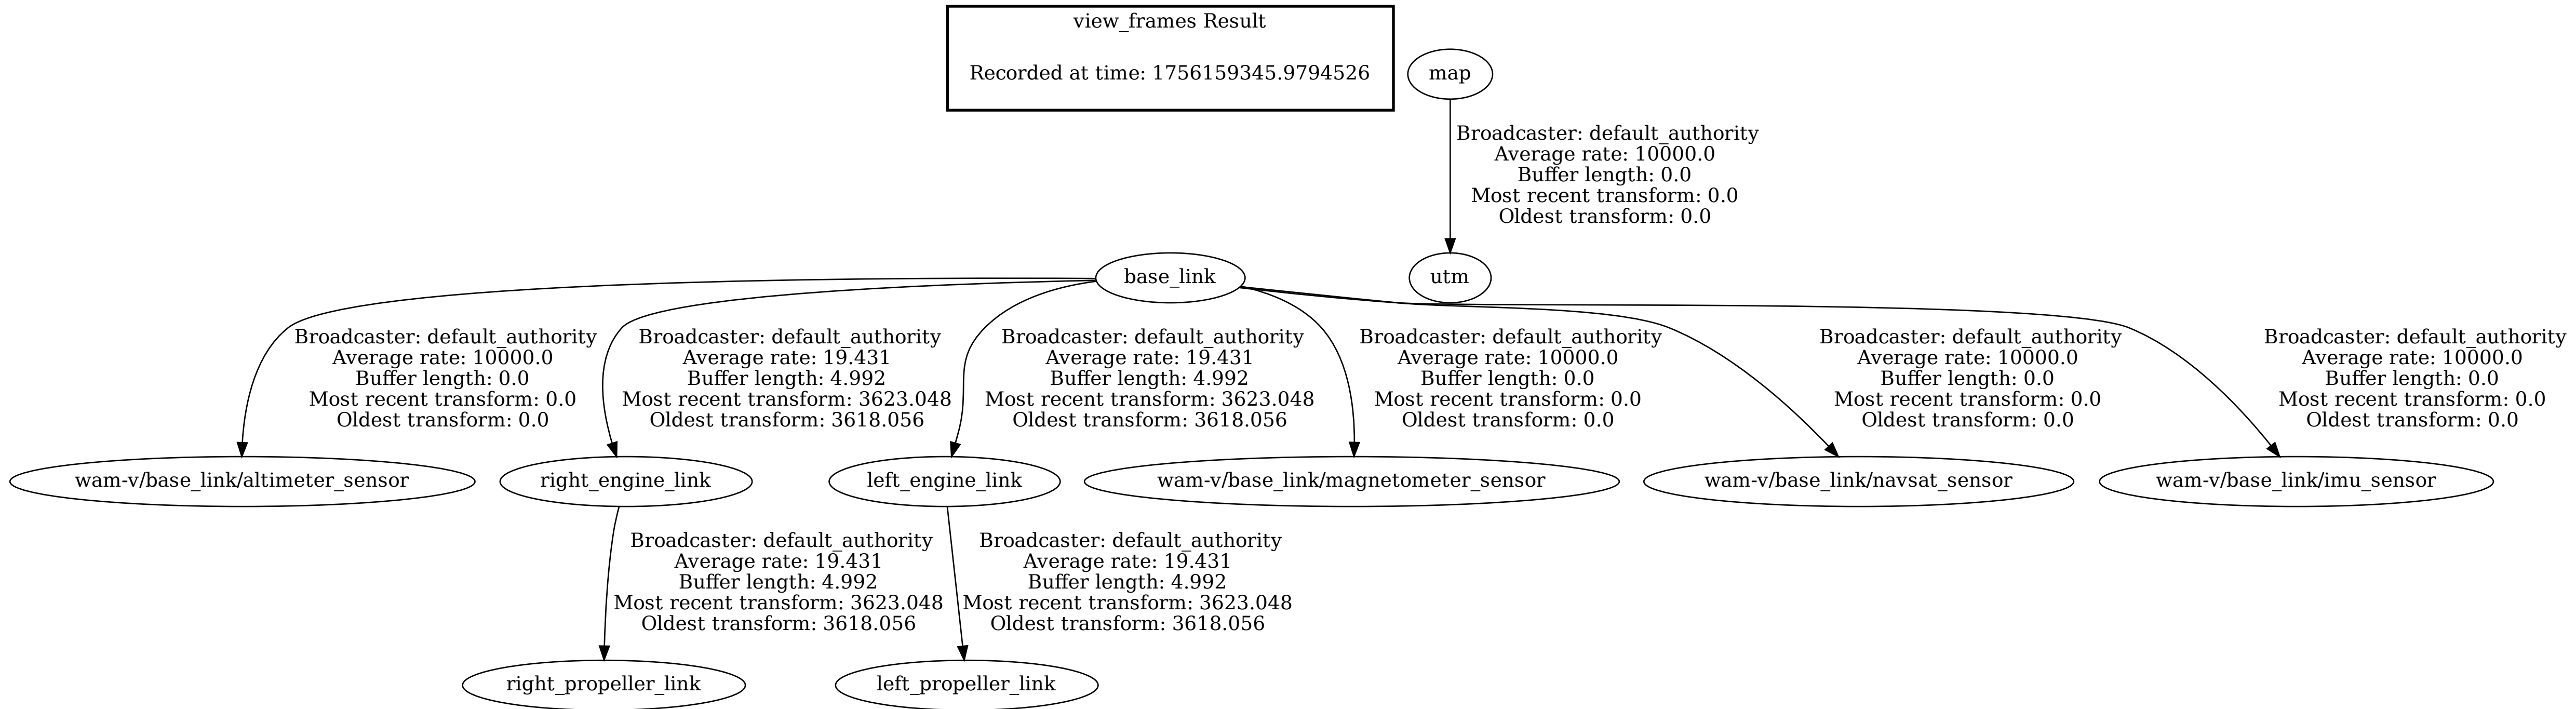 view_frames Result
Recorded at time: 1756159345.9794526
map
Broadcaster: default_authority
Average rate: 10000.0
Buffer length: 0.0
Most recent transform: 0.0
Oldest transform: 0.0
base_link
utm
Broadcaster: default_authority
Average rate: 10000.0
Buffer length: 0.0
Most recent transform: 0.0
Oldest transform: 0.0
Broadcaster: default_authority
Average rate: 19.431
Buffer length: 4.992
Most recent transform: 3623.048
Oldest transform: 3618.056
Broadcaster: default_authority
Average rate: 19.431
Buffer length: 4.992
Most recent transform: 3623.048
Oldest transform: 3618.056
Broadcaster: default_authority
Average rate: 10000.0
Buffer length: 0.0
Most recent transform: 0.0
Oldest transform: 0.0
Broadcaster: default_authority
Average rate: 10000.0
Buffer length: 0.0
Most recent transform: 0.0
Oldest transform: 0.0
Broadcaster: default_authority
Average rate: 10000.0
Buffer length: 0.0
Most recent transform: 0.0
Oldest transform: 0.0
wam-v/base_link/altimeter_sensor
right_engine_link
left_engine_link
wam-v/base_link/magnetometer_sensor
wam-v/base_link/navsat_sensor
wam-v/base_link/imu_sensor
Broadcaster: default_authority
Average rate: 19.431
Buffer length: 4.992
Most recent transform: 3623.048
Oldest transform: 3618.056
Broadcaster: default_authority
Average rate: 19.431
Buffer length: 4.992
Most recent transform: 3623.048
Oldest transform: 3618.056
right_propeller_link
left_propeller_link